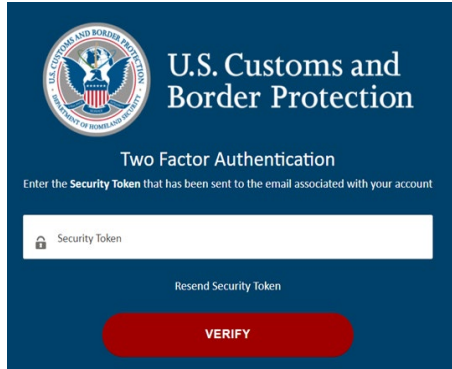 U.S. CUSTOMS AND BORDER PROTECTION
DEPARTMENT OF HOMELAND SECURITY
U.S. Customs and
Border Protection
Two Factor Authentication
Enter the Security Token that has been sent to the email associated with your account
Security Token
Resend Security Token
VERIFY